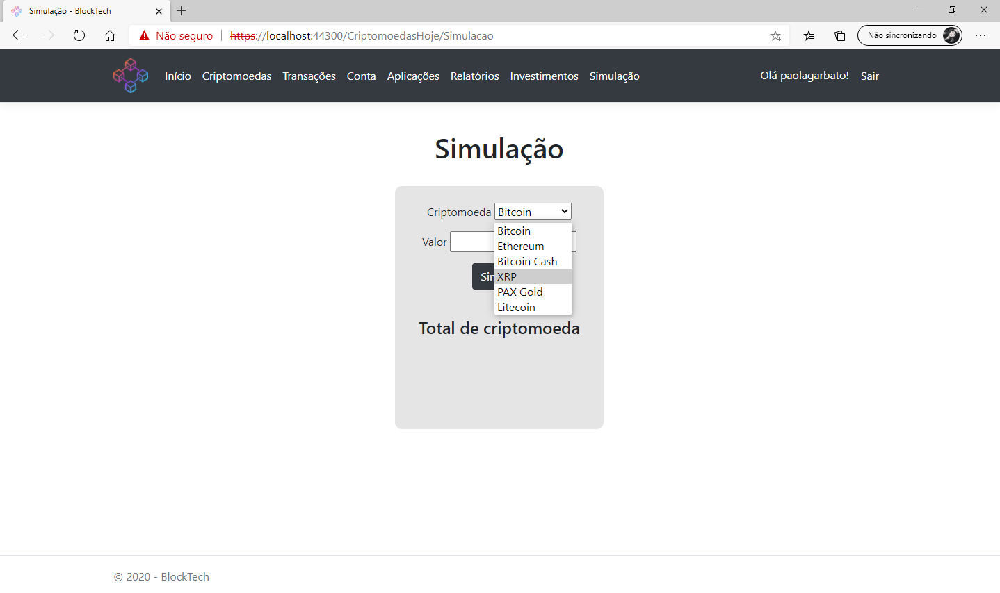 Simulação - BlockTech
Não seguro https://localhost:44300/CriptomoedasHoje/Simulacao Não sincronizando
Início Criptomoedas Transações Conta Aplicações Relatórios Investimentos Simulação Olá paolagarbato! Sair
Simulação
Criptomoeda Bitcoin
Bitcoin
Valor
Ethereum
Bitcoin Cash
XRP
PAX Gold
Litecoin
Total de criptomoeda
© 2020 - BlockTech